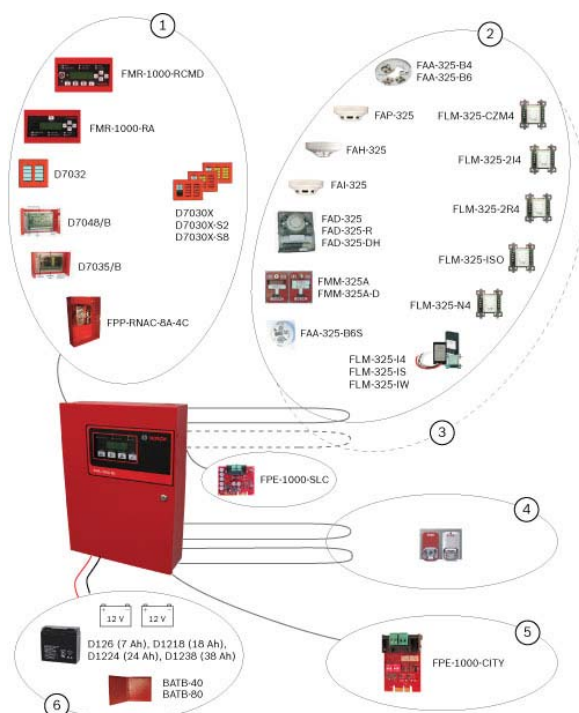 1
FMR-1000-RCMD
FMR-1000-RA
D7032
D7030X
D7030X-S2
D7030X-S8
D7048/B
D7035/B
FPP-RNAC-8A-4C
2
FAA-325-B4
FAA-325-B6
FAP-325
FLM-325-CZM4
FAH-325
FLM-325-2I4
FAI-325
FLM-325-2R4
FAD-325
FAD-325-R
FAD-325-DH
FLM-325-ISO
FMM-325A
FMM-325A-D
FLM-325-N4
FAA-325-B6S
FLM-325-I4
FLM-325-IS
FLM-325-IW
3
BOSCH
FPE-1000-SLC
4
12 V
12 V
D126 (7 Ah), D1218 (18 Ah),
D1224 (24 Ah), D1238 (38 Ah)
BATB-40
BATB-80
6
5
FPE-1000-CITY